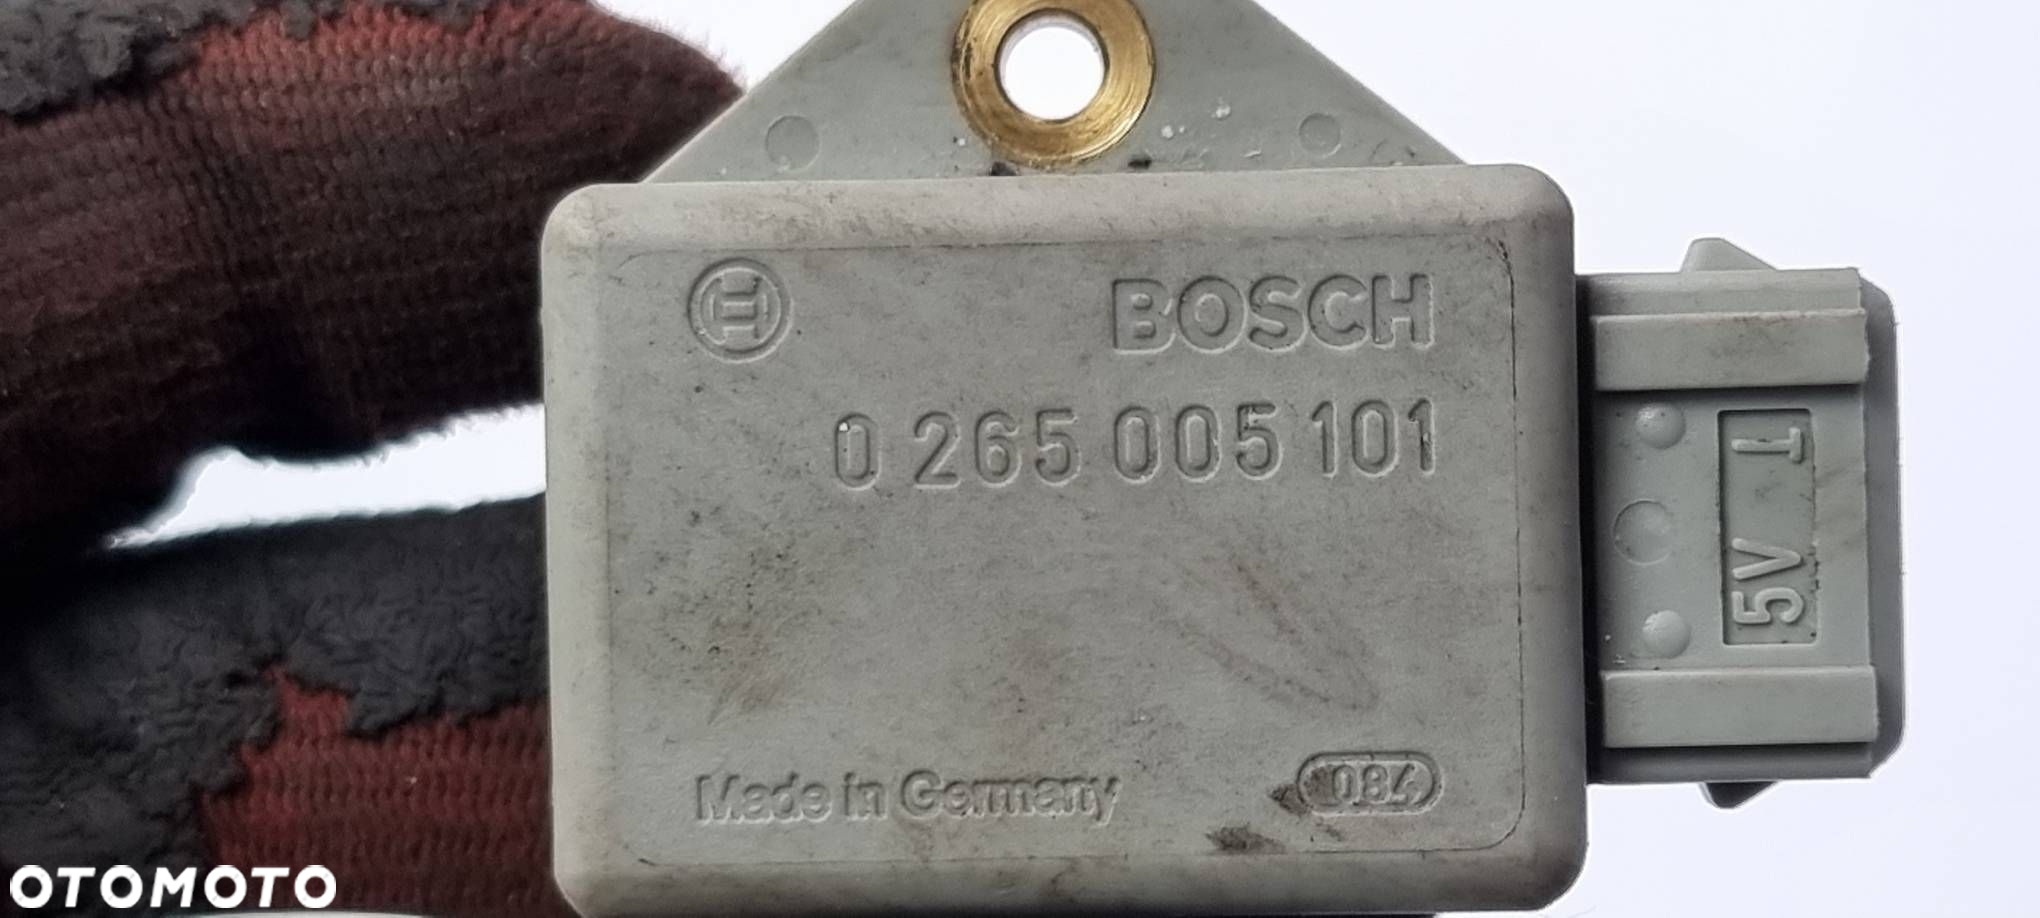 BOSCH
0 265 005 101
5V ⊥
Made in Germany
084
OTOMOTO